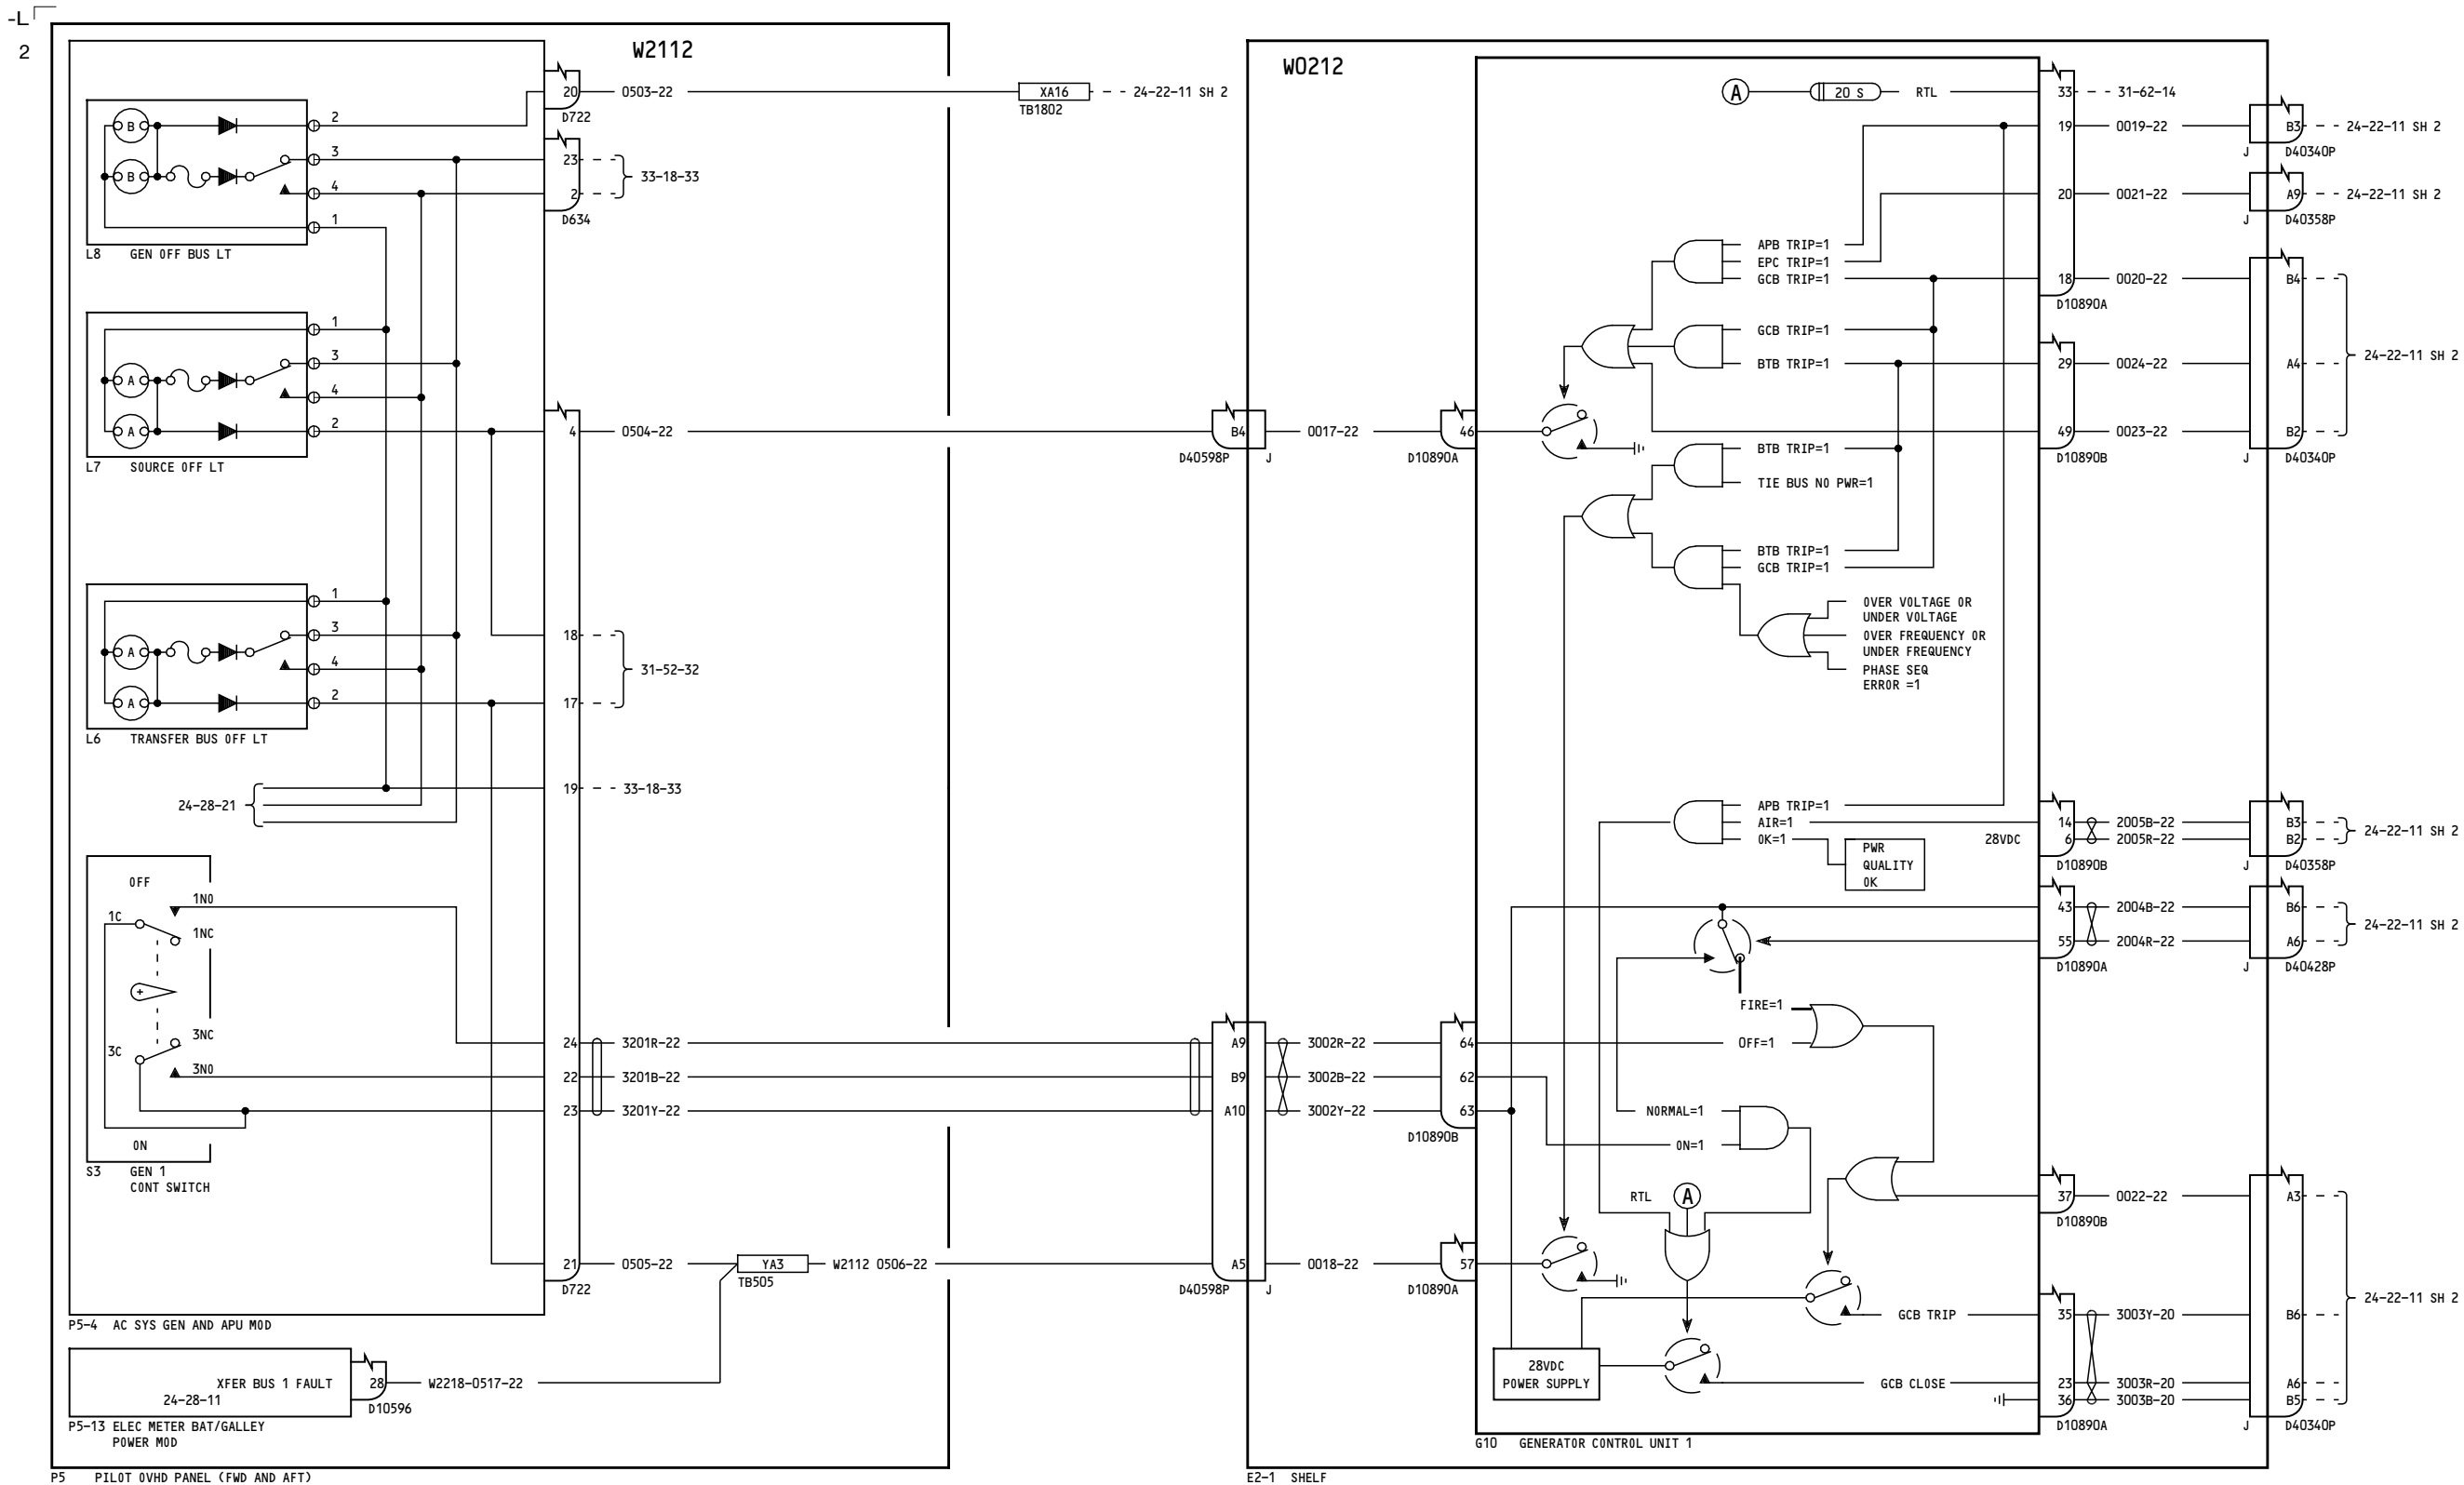 -L
2
W2112
B
B
2
3
4
1
L8 GEN OFF BUS LT
20
D722
0503-22
XA16
TB1802
24-22-11 SH 2
23
2
D634
33-18-33
1
3
4
2
A
A
L7 SOURCE OFF LT
4
0504-22
1
3
4
2
A
A
L6 TRANSFER BUS OFF LT
18
17
31-52-32
24-28-21
19
33-18-33
OFF
1C
1NO
1NC
3NC
3C
3NO
+
ON
S3 GEN 1
CONT SWITCH
24
3201R-22
22
3201B-22
23
3201Y-22
21
0505-22
D722
YA3
TB505
W2112 0506-22
P5-4 AC SYS GEN AND APU MOD
XFER BUS 1 FAULT
24-28-11
28
D10596
W2218-0517-22
P5-13 ELEC METER BAT/GALLEY
POWER MOD
P5 PILOT OVHD PANEL (FWD AND AFT)
W0212
B4
D40598P
J
0017-22
46
D10890A
A9
B9
A10
A5
D40598P
J
3002R-22
3002B-22
3002Y-22
64
62
63
D10890B
0018-22
57
D10890A
A
20 S
RTL
33
31-62-14
19
0019-22
B3
24-22-11 SH 2
J D40340P
20
0021-22
A9
24-22-11 SH 2
J D40358P
APB TRIP=1
EPC TRIP=1
GCB TRIP=1
18
0020-22
B4
D10890A
GCB TRIP=1
BTB TRIP=1
29
0024-22
A4
24-22-11 SH 2
49
0023-22
B2
D10890B
J D40340P
BTB TRIP=1
TIE BUS NO PWR=1
BTB TRIP=1
GCB TRIP=1
OVER VOLTAGE OR
UNDER VOLTAGE
OVER FREQUENCY OR
UNDER FREQUENCY
PHASE SEQ
ERROR =1
APB TRIP=1
AIR=1
OK=1
PWR
QUALITY
OK
28VDC
14
2005B-22
B3
6
2005R-22
B2
24-22-11 SH 2
D10890B
J D40358P
43
2004B-22
B6
55
2004R-22
A6
24-22-11 SH 2
D10890A
J D40428P
FIRE=1
OFF=1
NORMAL=1
ON=1
RTL
A
37
0022-22
A3
D10890B
GCB TRIP
35
3003Y-20
B6
24-22-11 SH 2
28VDC
POWER SUPPLY
GCB CLOSE
23
3003R-20
A6
36
3003B-20
B5
D10890A
J D40340P
G10 GENERATOR CONTROL UNIT 1
E2-1 SHELF